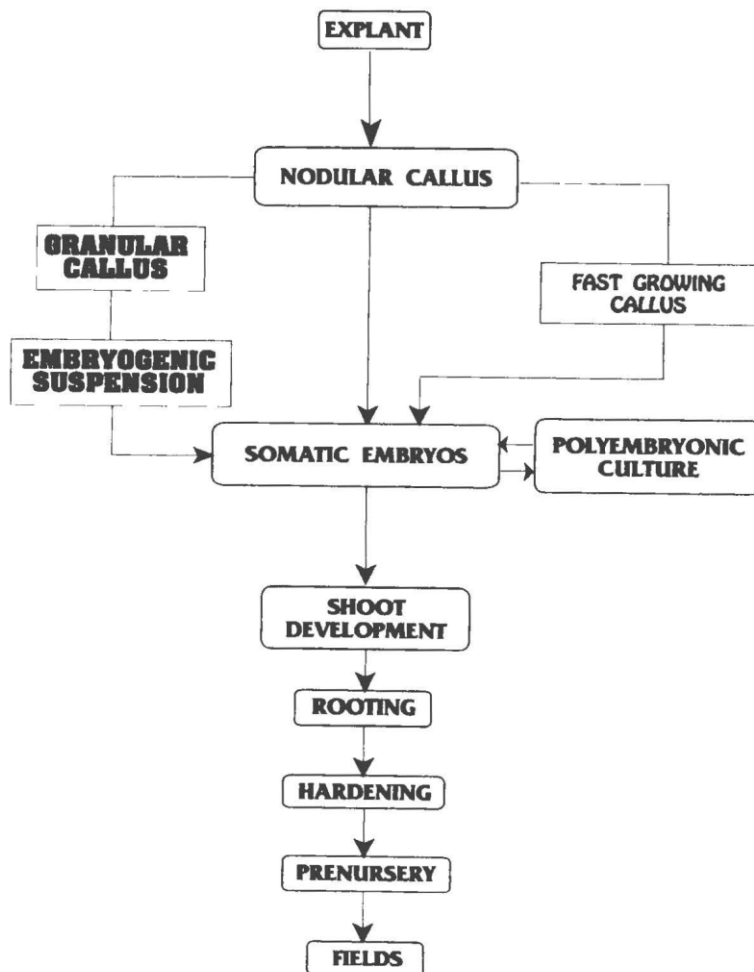 EXPLANT
NODULAR CALLUS
GRANULAR
CALLUS
FAST GROWING
CALLUS
EMBRYOGENIC
SUSPENSION
SOMATIC EMBRYOS
POLYEMBRYONIC
CULTURE
SHOOT
DEVELOPMENT
ROOTING
HARDENING
PRENURSERY
FIELDS